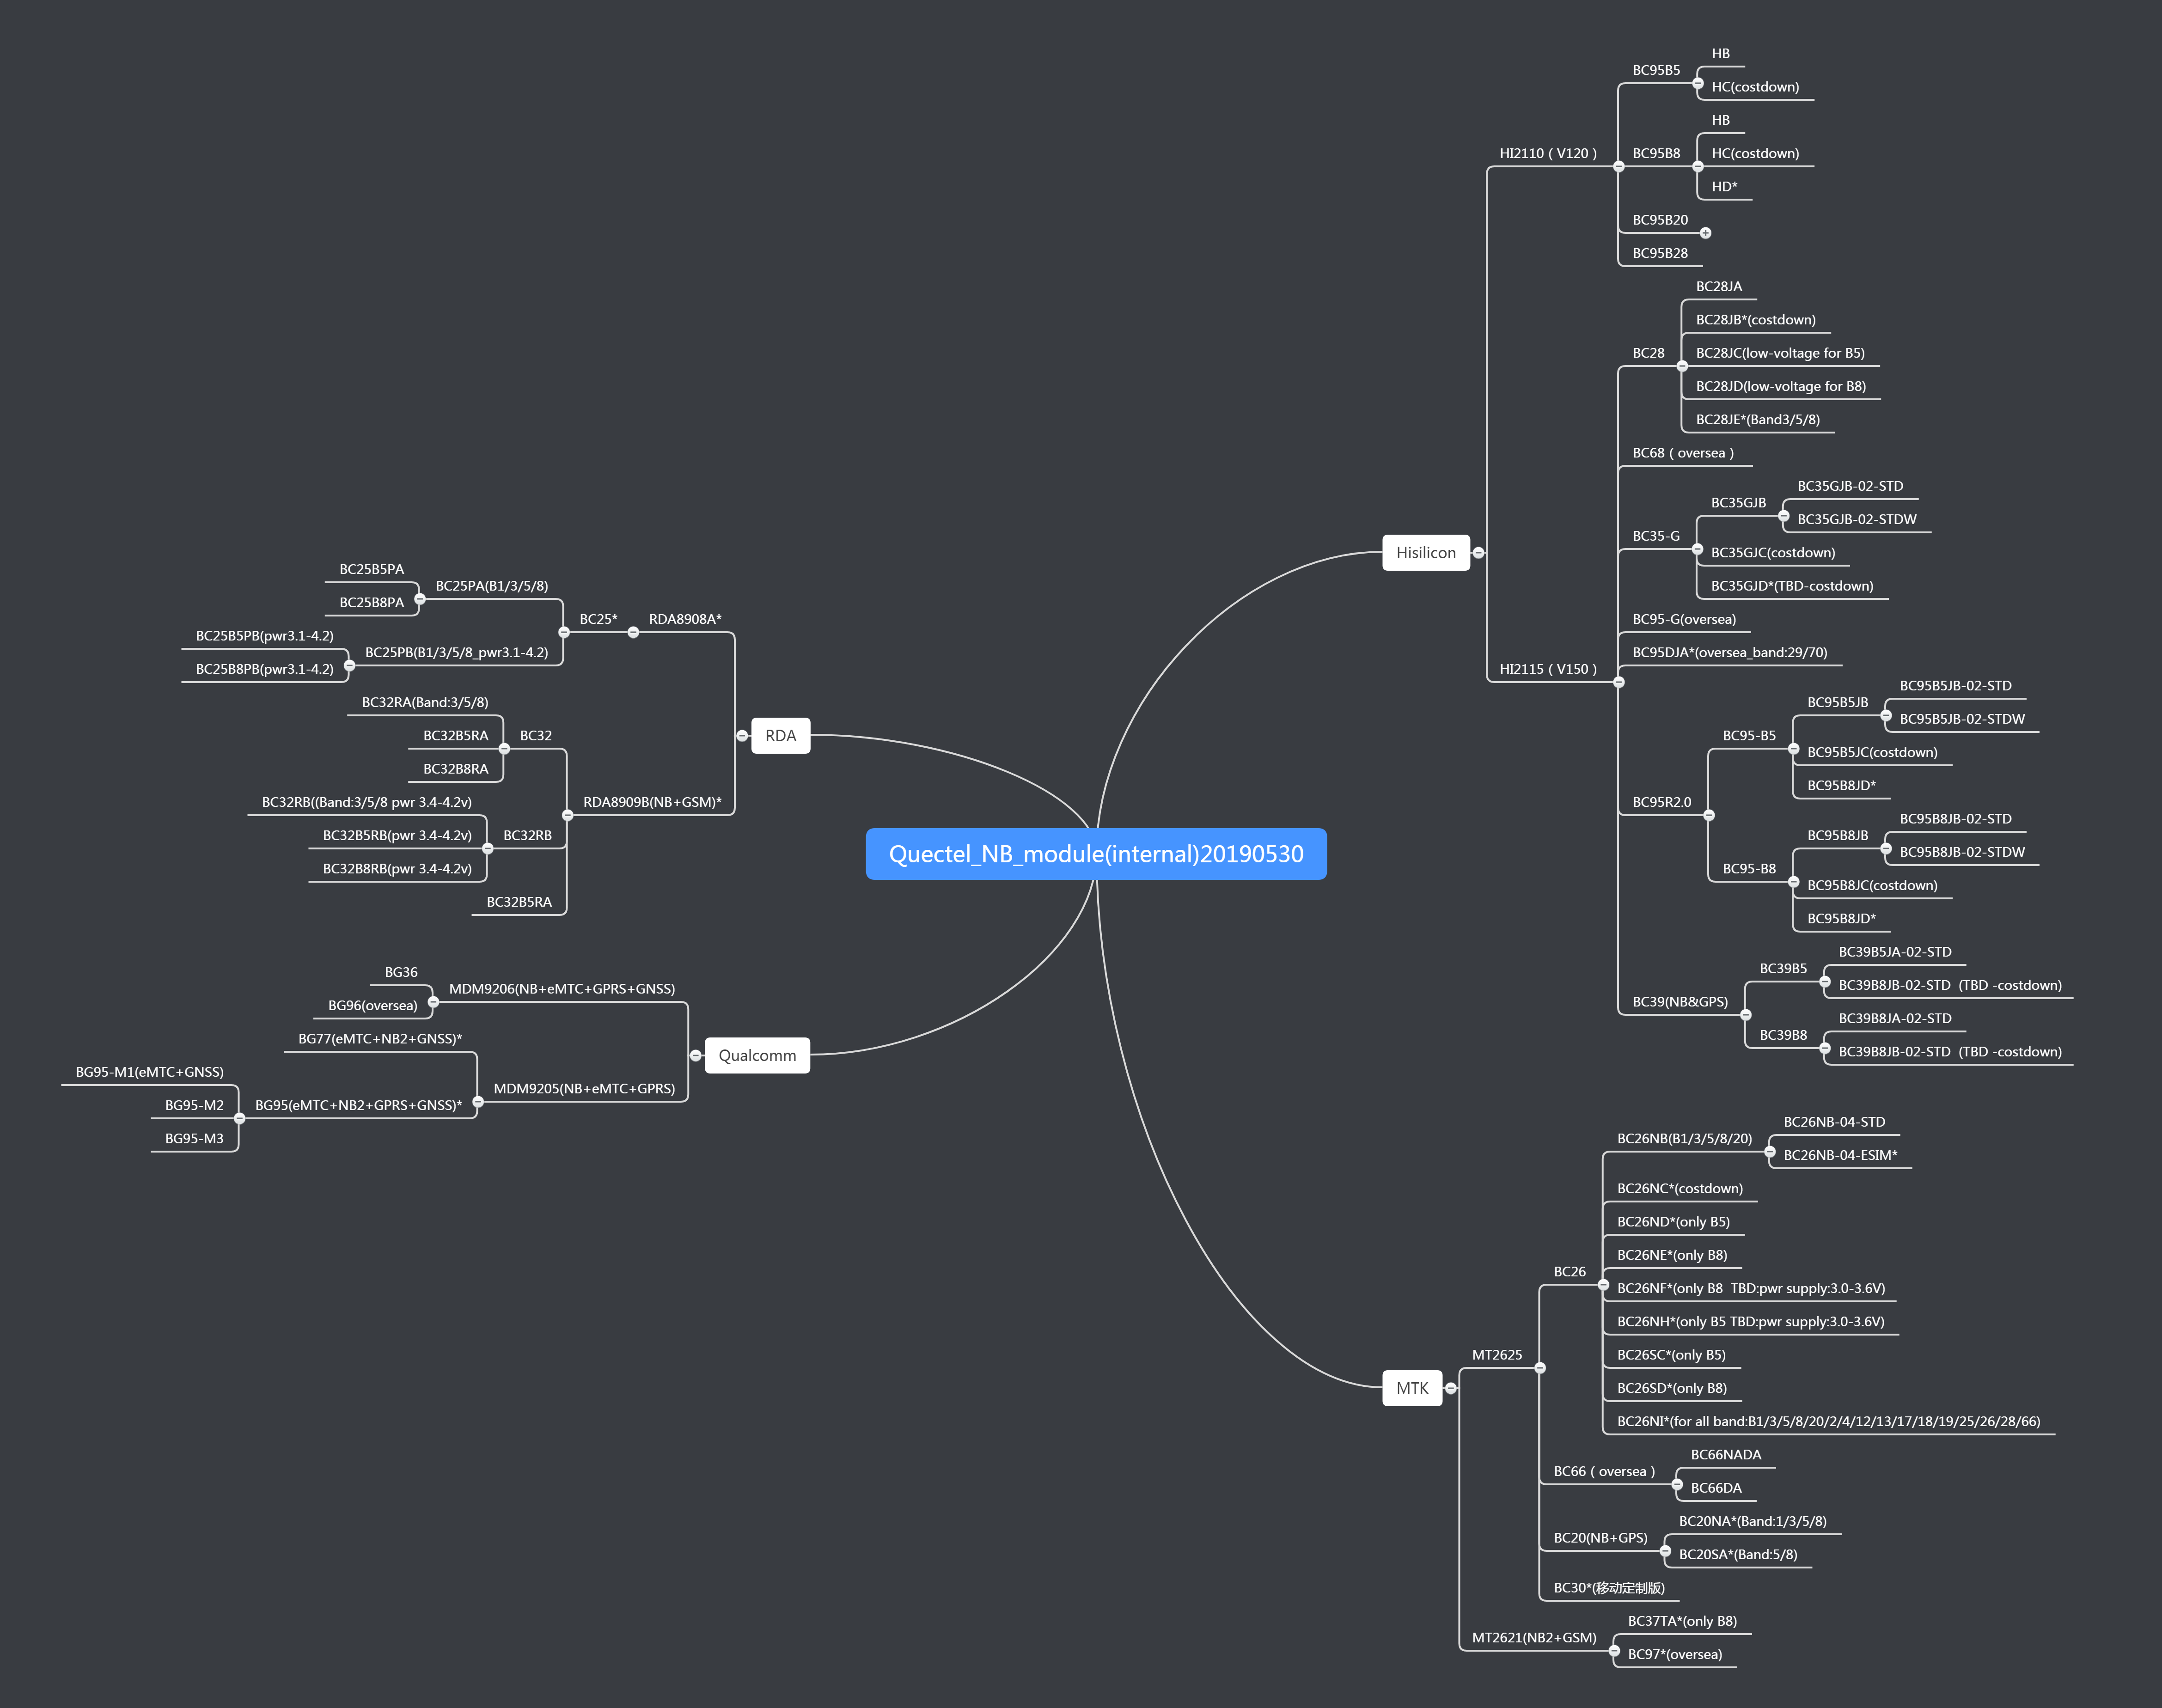 Quectel_NB_module(internal)20190530
Hisilicon
HI2110（V120）
BC95B5
HB
HC(costdown)
BC95B8
HB
HC(costdown)
HD*
BC95B20
BC95B28
HI2115（V150）
BC28
BC28JA
BC28JB*(costdown)
BC28JC(low-voltage for B5)
BC28JD(low-voltage for B8)
BC28JE*(Band3/5/8)
BC68（oversea）
BC35-G
BC35GJB
BC35GJB-02-STD
BC35GJB-02-STDW
BC35GJC(costdown)
BC35GJD*(TBD-costdown)
BC95-G(oversea)
BC95DJA*(oversea_band:29/70)
BC95R2.0
BC95-B5
BC95B5JB
BC95B5JB-02-STD
BC95B5JB-02-STDW
BC95B5JC(costdown)
BC95B8JD*
BC95-B8
BC95B8JB
BC95B8JB-02-STD
BC95B8JB-02-STDW
BC95B8JC(costdown)
BC95B8JD*
BC39(NB&GPS)
BC39B5
BC39B5JA-02-STD
BC39B8JB-02-STD  (TBD -costdown)
BC39B8
BC39B8JA-02-STD
BC39B8JB-02-STD  (TBD -costdown)
MTK
MT2625
BC26
BC26NB(B1/3/5/8/20)
BC26NB-04-STD
BC26NB-04-ESIM*
BC26NC*(costdown)
BC26ND*(only B5)
BC26NE*(only B8)
BC26NF*(only B8  TBD:pwr supply:3.0-3.6V)
BC26NH*(only B5 TBD:pwr supply:3.0-3.6V)
BC26SC*(only B5)
BC26SD*(only B8)
BC26NI*(for all band:B1/3/5/8/20/2/4/12/13/17/18/19/25/26/28/66)
BC66（oversea）
BC66NADA
BC66DA
BC20(NB+GPS)
BC20NA*(Band:1/3/5/8)
BC20SA*(Band:5/8)
BC30*(移动定制版)
MT2621(NB2+GSM)
BC37TA*(only B8)
BC97*(oversea)
RDA
RDA8908A*
BC25*
BC25PA(B1/3/5/8)
BC25B5PA
BC25B8PA
BC25PB(B1/3/5/8_pwr3.1-4.2)
BC25B5PB(pwr3.1-4.2)
BC25B8PB(pwr3.1-4.2)
RDA8909B(NB+GSM)*
BC32
BC32RA(Band:3/5/8)
BC32B5RA
BC32B8RA
BC32RB
BC32RB((Band:3/5/8 pwr 3.4-4.2v)
BC32B5RB(pwr 3.4-4.2v)
BC32B8RB(pwr 3.4-4.2v)
BC32B5RA
Qualcomm
MDM9206(NB+eMTC+GPRS+GNSS)
BG36
BG96(oversea)
MDM9205(NB+eMTC+GPRS)
BG77(eMTC+NB2+GNSS)*
BG95(eMTC+NB2+GPRS+GNSS)*
BG95-M1(eMTC+GNSS)
BG95-M2
BG95-M3